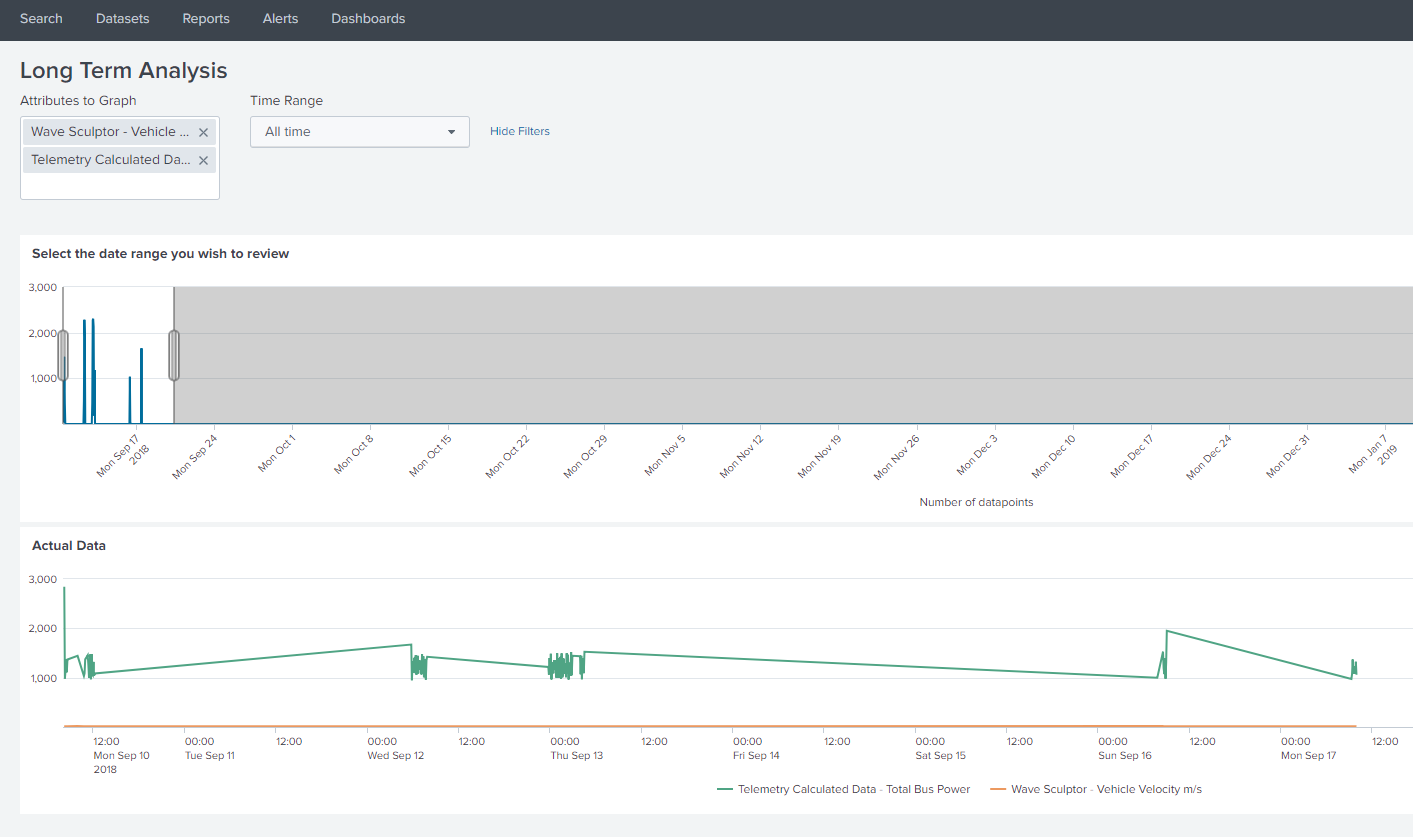 Search Datasets Reports Alerts Dashboards
Long Term Analysis
Attributes to Graph Time Range
Wave Sculptor - Vehicle ... ×
Telemetry Calculated Da... ×
All time
Hide Filters
Select the date range you wish to review
3,000
2,000
1,000
Mon Sep 17
2018
Mon Sep 24
Mon Oct 1
Mon Oct 8
Mon Oct 15
Mon Oct 22
Mon Oct 29
Mon Nov 5
Mon Nov 12
Mon Nov 19
Mon Nov 26
Mon Dec 3
Mon Dec 10
Mon Dec 17
Mon Dec 24
Mon Dec 31
Mon Jan 7
2019
Number of datapoints
Actual Data
3,000
2,000
1,000
12:00 00:00 12:00 00:00 12:00 00:00 12:00 00:00 12:00 00:00 12:00 00:00 12:00 00:00 12:00
Mon Sep 10 Tue Sep 11 Wed Sep 12 Thu Sep 13 Fri Sep 14 Sat Sep 15 Sun Sep 16 Mon Sep 17
2018
Telemetry Calculated Data - Total Bus Power Wave Sculptor - Vehicle Velocity m/s